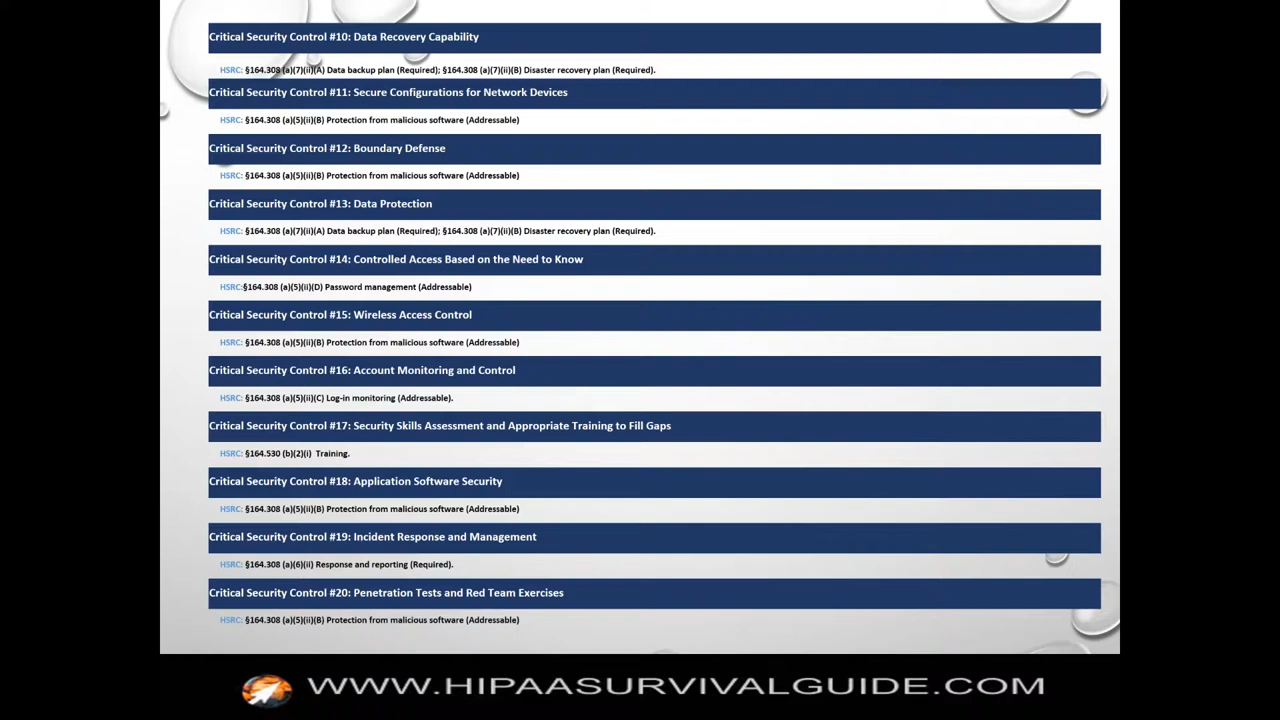 Critical Security Control #10: Data Recovery Capability
HSRC: §164.308 (a)(7)(ii)(A) Data backup plan (Required); §164.308 (a)(7)(ii)(B) Disaster recovery plan (Required).
Critical Security Control #11: Secure Configurations for Network Devices
HSRC: §164.308 (a)(5)(ii)(B) Protection from malicious software (Addressable)
Critical Security Control #12: Boundary Defense
HSRC: §164.308 (a)(5)(ii)(B) Protection from malicious software (Addressable)
Critical Security Control #13: Data Protection
HSRC: §164.308 (a)(7)(ii)(A) Data backup plan (Required); §164.308 (a)(7)(ii)(B) Disaster recovery plan (Required).
Critical Security Control #14: Controlled Access Based on the Need to Know
HSRC:§164.308 (a)(5)(ii)(D) Password management (Addressable)
Critical Security Control #15: Wireless Access Control
HSRC: §164.308 (a)(5)(ii)(B) Protection from malicious software (Addressable)
Critical Security Control #16: Account Monitoring and Control
HSRC: §164.308 (a)(5)(ii)(C) Log-in monitoring (Addressable).
Critical Security Control #17: Security Skills Assessment and Appropriate Training to Fill Gaps
HSRC: §164.530 (b)(2)(i) Training.
Critical Security Control #18: Application Software Security
HSRC: §164.308 (a)(5)(ii)(B) Protection from malicious software (Addressable)
Critical Security Control #19: Incident Response and Management
HSRC: §164.308 (a)(6)(ii) Response and reporting (Required).
Critical Security Control #20: Penetration Tests and Red Team Exercises
HSRC: §164.308 (a)(5)(ii)(B) Protection from malicious software (Addressable)
WWW.HIPAASURVIVALGUIDE.COM